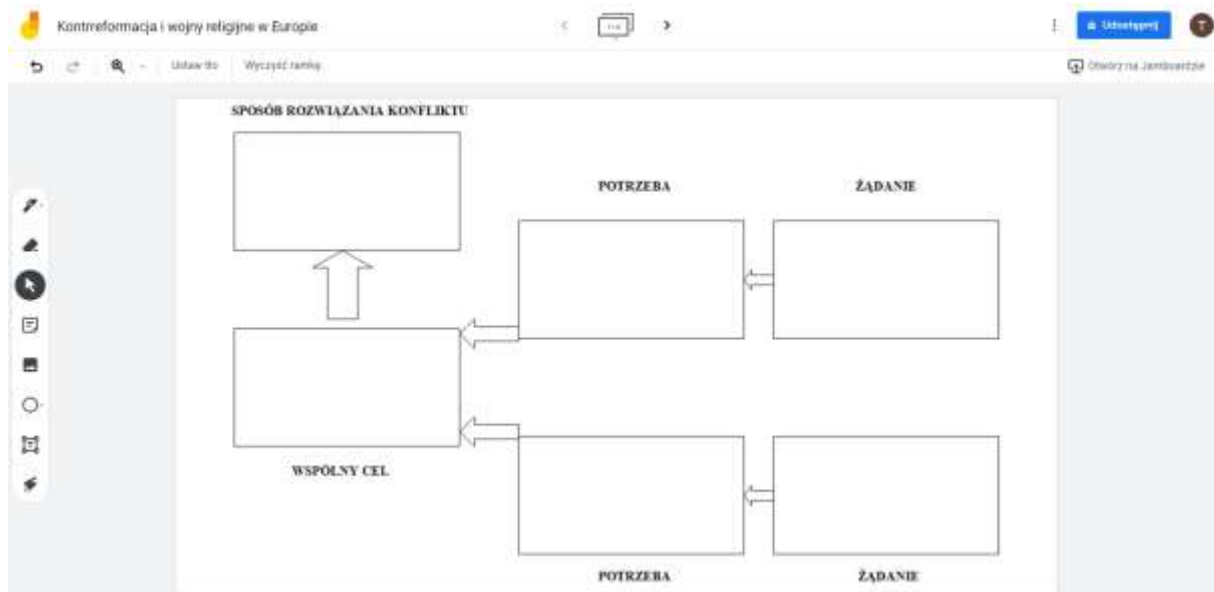 Kontrreformacja i wojny religijne w Europie
Udostępnij
T
Ustaw tło
Wyczyść ramkę
Otwórz na Jamboardzie
SPOSÓB ROZWIĄZANIA KONFLIKTU
POTRZEBA
ŻĄDANIE
WSPÓLNY CEL
POTRZEBA
ŻĄDANIE